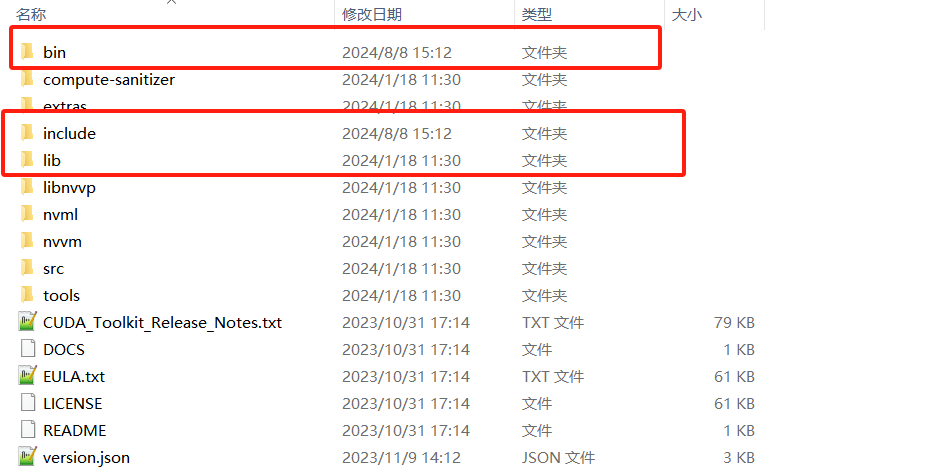 名称 修改日期 类型 大小
bin 2024/8/8 15:12 文件夹
compute-sanitizer 2024/1/18 11:30 文件夹
extras 2024/1/18 11:30 文件夹
include 2024/8/8 15:12 文件夹
lib 2024/1/18 11:30 文件夹
libnvvp 2024/1/18 11:30 文件夹
nvml 2024/1/18 11:30 文件夹
nvvm 2024/1/18 11:30 文件夹
src 2024/1/18 11:30 文件夹
tools 2024/1/18 11:30 文件夹
CUDA_Toolkit_Release_Notes.txt 2023/10/31 17:14 TXT 文件 79 KB
DOCS 2023/10/31 17:14 文件 1 KB
EULA.txt 2023/10/31 17:14 TXT 文件 61 KB
LICENSE 2023/10/31 17:14 文件 61 KB
README 2023/10/31 17:14 文件 1 KB
version.json 2023/11/9 14:12 JSON 文件 3 KB